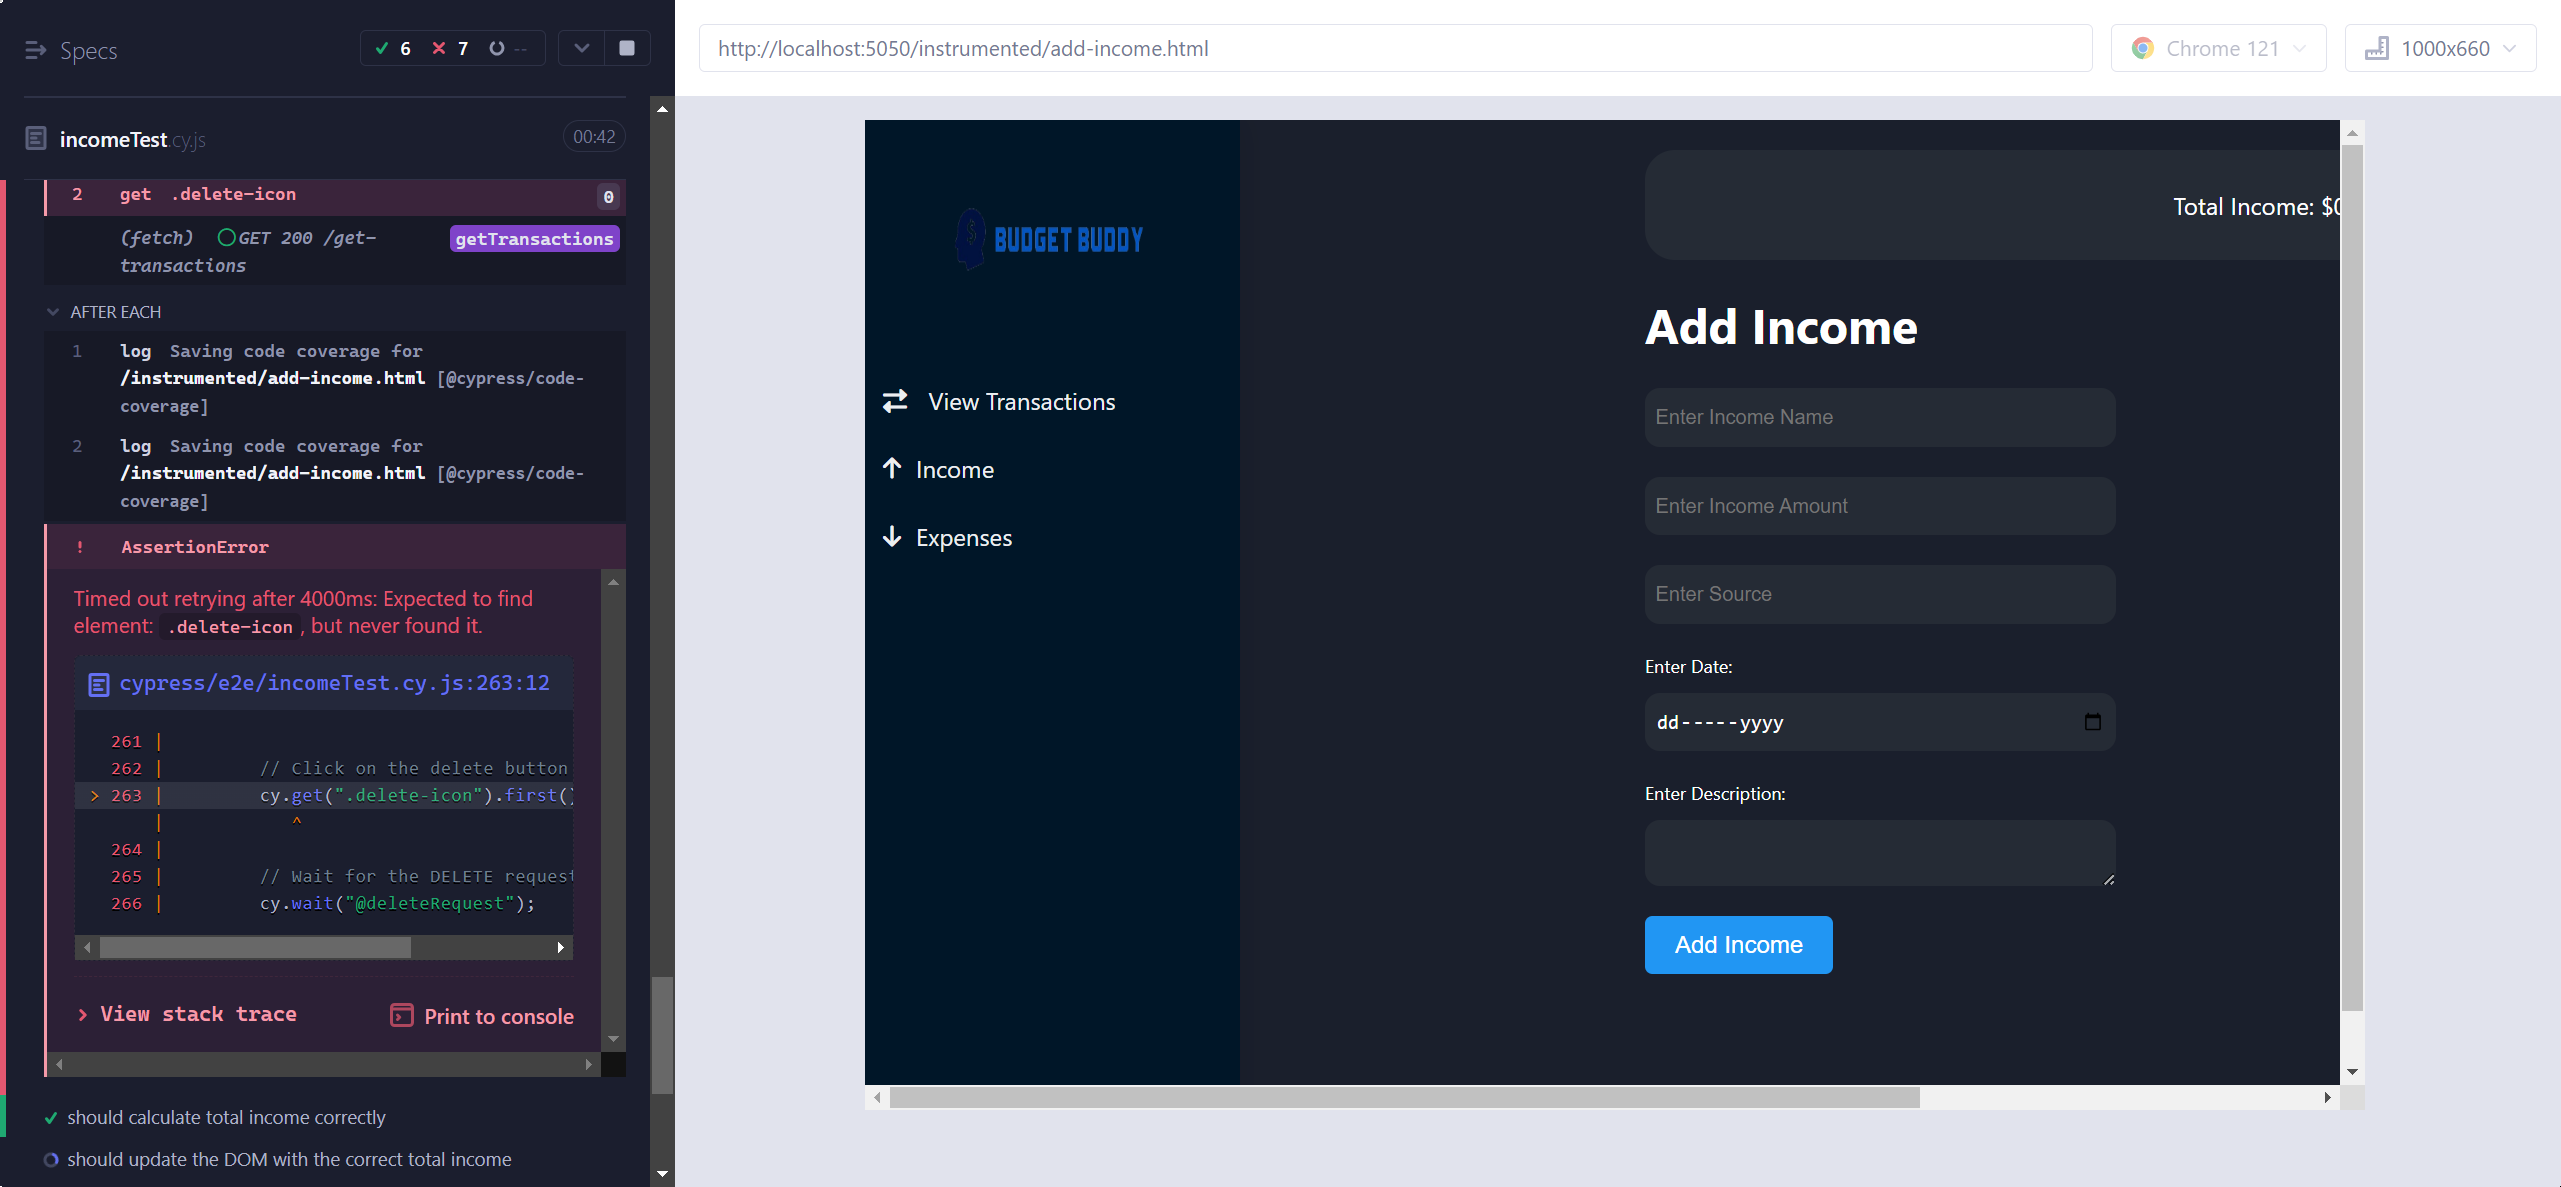 Specs
6 7 --
incomeTest.cy.js
00:42
2 get .delete-icon 0
(fetch) GET 200 /get-transactions getTransactions
AFTER EACH
1 log Saving code coverage for
/instrumented/add-income.html [@cypress/code-
coverage]
2 log Saving code coverage for
/instrumented/add-income.html [@cypress/code-
coverage]
! AssertionError
Timed out retrying after 4000ms: Expected to find
element: .delete-icon, but never found it.
cypress/e2e/incomeTest.cy.js:263:12
261 |
262 | // Click on the delete button
> 263 | cy.get(".delete-icon").first()
| ^
264 |
265 | // Wait for the DELETE request
266 | cy.wait("@deleteRequest");
> View stack trace
Print to console
should calculate total income correctly
should update the DOM with the correct total income
http://localhost:5050/instrumented/add-income.html
Chrome 121
1000x660
BUDGET BUDDY
View Transactions
Income
Expenses
Total Income: $0
Add Income
Enter Income Name
Enter Income Amount
Enter Source
Enter Date:
dd-----yyyy
Enter Description:
Add Income